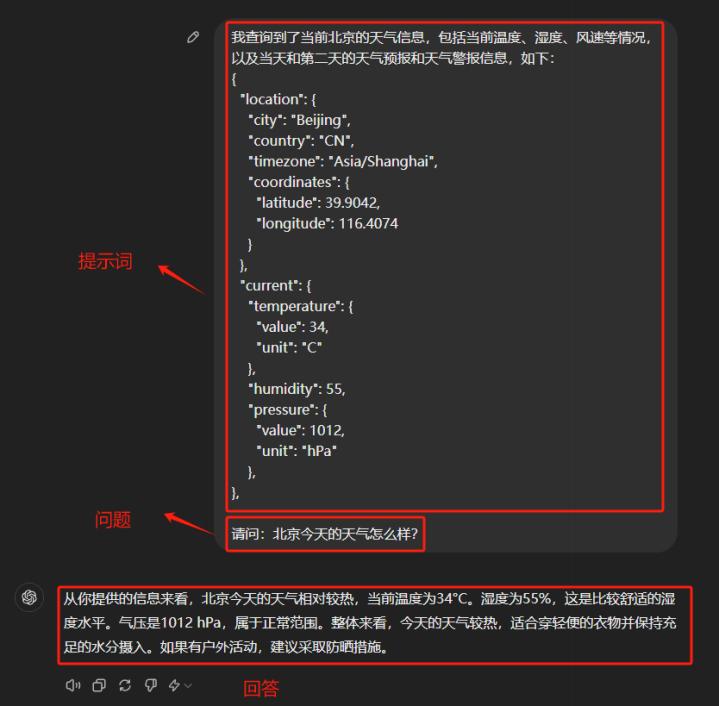 我查询到了当前北京的天气信息，包括当前温度、湿度、风速等情况，
以及当天和第二天的天气预报和天气警报信息，如下：
{
"location": {
"city": "Beijing",
"country": "CN",
"timezone": "Asia/Shanghai",
"coordinates": {
"latitude": 39.9042,
"longitude": 116.4074
}
},
提示词
"current": {
"temperature": {
"value": 34,
"unit": "C"
},
"humidity": 55,
"pressure": {
"value": 1012,
"unit": "hPa"
},
},
问题
请问：北京今天的天气怎么样?
从你提供的信息来看，北京今天的天气相对较热，当前温度为34°C。湿度为55%，这是比较舒适的湿
度水平。气压是1012 hPa，属于正常范围。整体来看，今天的天气较热，适合穿轻便的衣物并保持充
足的水分摄入。如果有户外活动，建议采取防晒措施。
回答